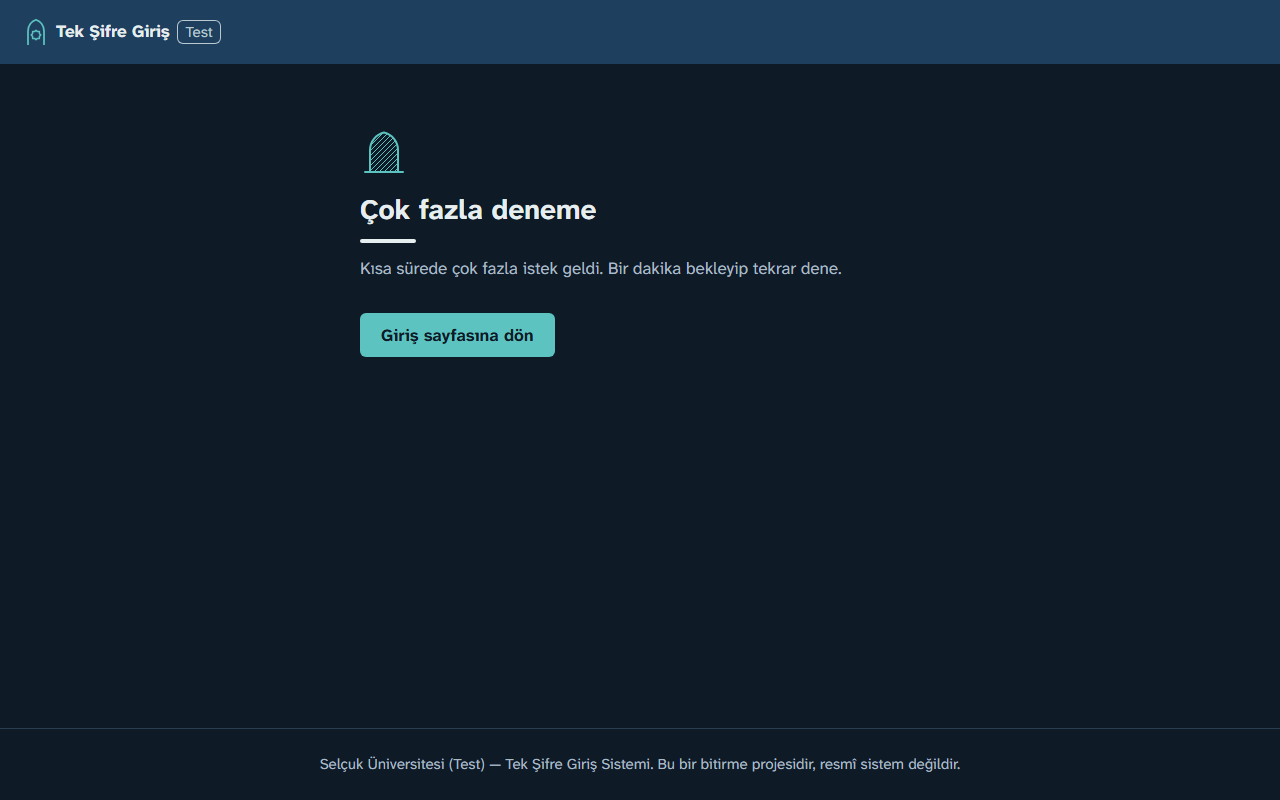 Tek Şifre Giriş Test
Çok fazla deneme
Kısa sürede çok fazla istek geldi. Bir dakika bekleyip tekrar dene.
Giriş sayfasına dön
Selçuk Üniversitesi (Test) — Tek Şifre Giriş Sistemi. Bu bir bitirme projesidir, resmî sistem değildir.